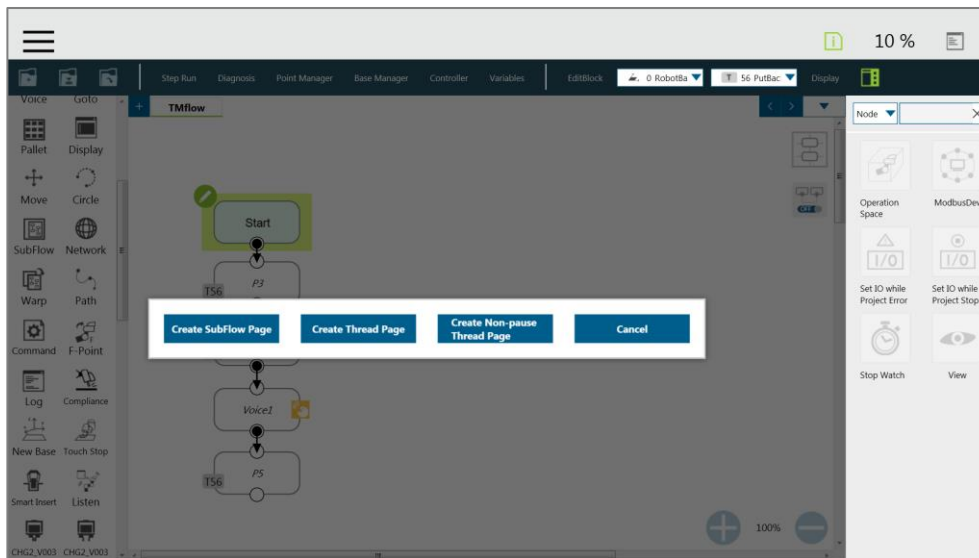 10 %
Step Run Diagnosis Point Manager Base Manager Controller Variables EditBlock 0 RobotBa T 56 PutBac Display
Voice Goto
+ TMflow
< >
Node
Pallet Display
Move Circle
SubFlow Network
Warp Path
Command F-Point
Log Compliance
New Base Touch Stop
Smart Insert Listen
CHG2_V003 CHG2_V003
Start
P3
T56
Create SubFlow Page
Create Thread Page
Create Non-pause
Thread Page
Cancel
Voice1
P5
T56
OFF
100%
Operation
Space
ModbusDev
I/O
I/O
Set IO while
Project Error
Set IO while
Project Stop
Stop Watch
View